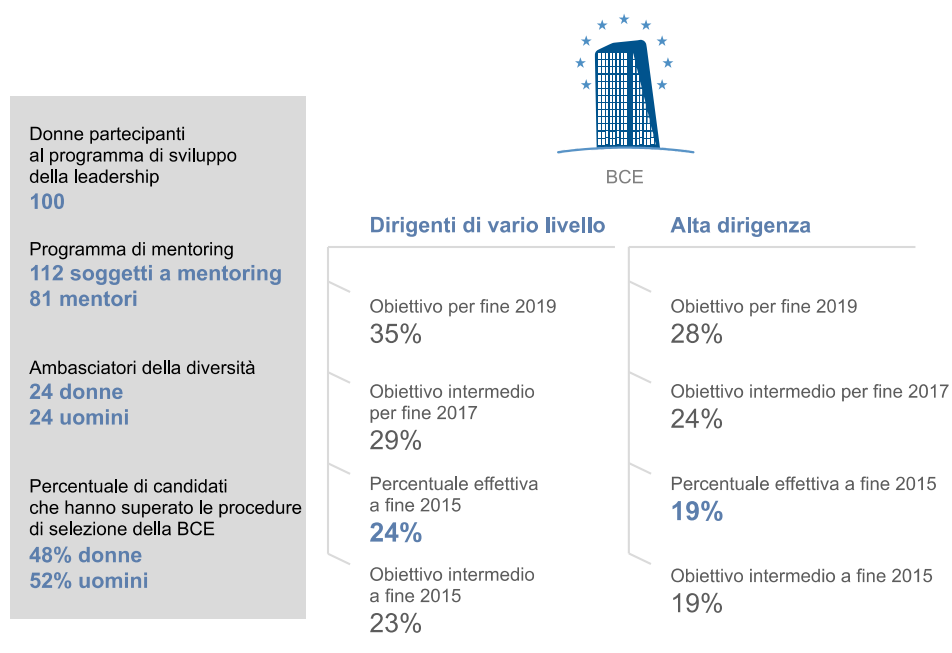 BCE
Donne partecipanti
al programma di sviluppo
della leadership
100
Programma di mentoring
112 soggetti a mentoring
81 mentori
Ambasciatori della diversità
24 donne
24 uomini
Percentuale di candidati
che hanno superato le procedure
di selezione della BCE
48% donne
52% uomini
Dirigenti di vario livello
Obiettivo per fine 2019
35%
Obiettivo intermedio
per fine 2017
29%
Percentuale effettiva
a fine 2015
24%
Obiettivo intermedio
a fine 2015
23%
Alta dirigenza
Obiettivo per fine 2019
28%
Obiettivo intermedio per fine 2017
24%
Percentuale effettiva a fine 2015
19%
Obiettivo intermedio a fine 2015
19%